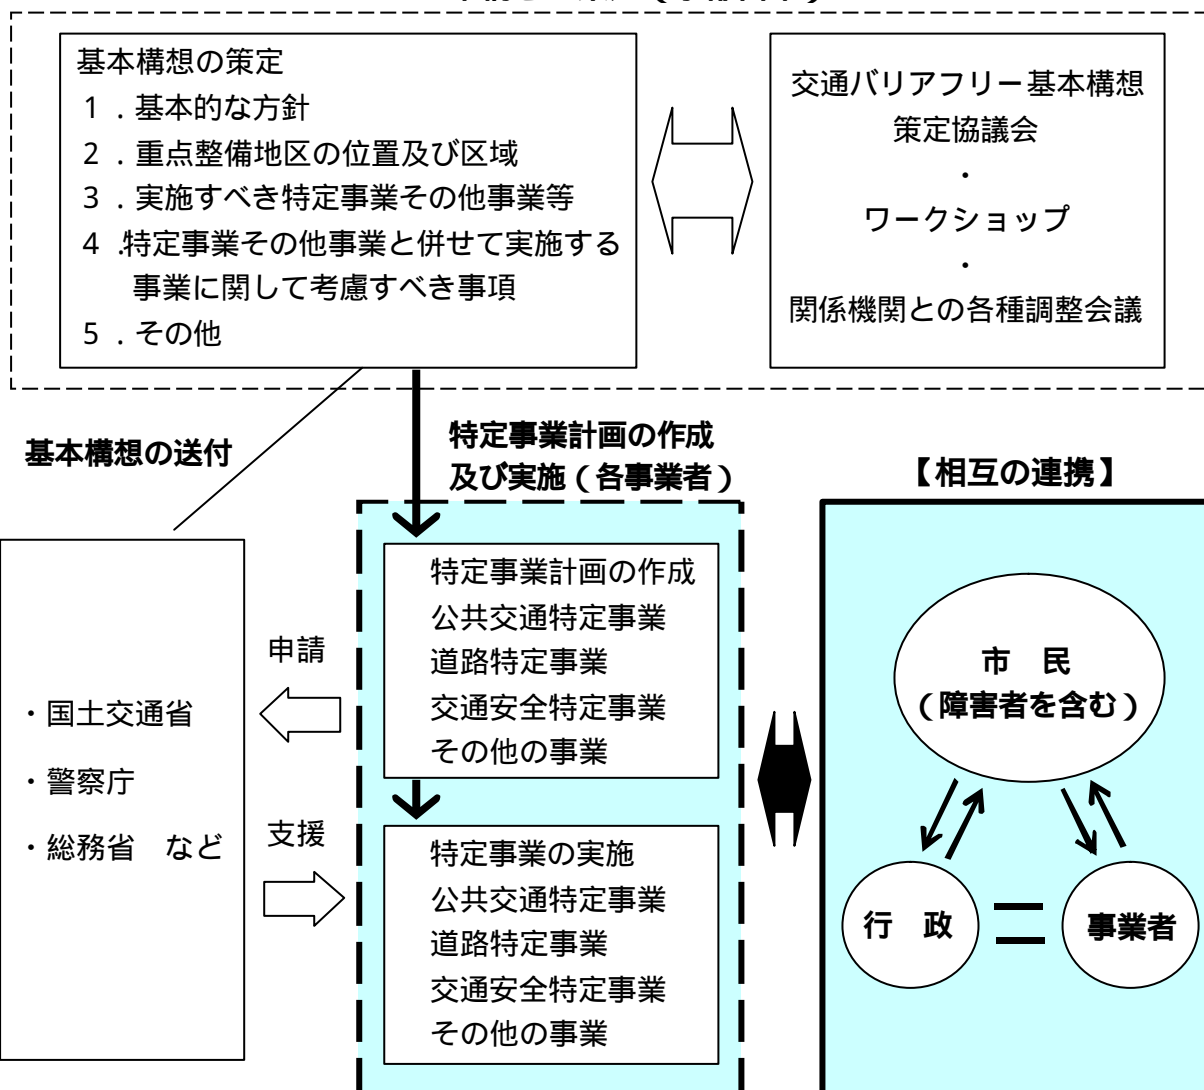 基本構想の策定
１．基本的な方針
２．重点整備地区の位置及び区域
３．実施すべき特定事業その他事業等
４．特定事業その他事業と併せて実施する
事業に関して考慮すべき事項
５．その他
交通バリアフリー基本構想
策定協議会
・
ワークショップ
・
関係機関との各種調整会議
基本構想の送付
特定事業計画の作成
及び実施（各事業者）
【相互の連携】
・国土交通省
・警察庁
・総務省　など
申請
支援
特定事業計画の作成
公共交通特定事業
道路特定事業
交通安全特定事業
その他の事業
特定事業の実施
公共交通特定事業
道路特定事業
交通安全特定事業
その他の事業
市　民
（障害者を含む）
行　政
事業者